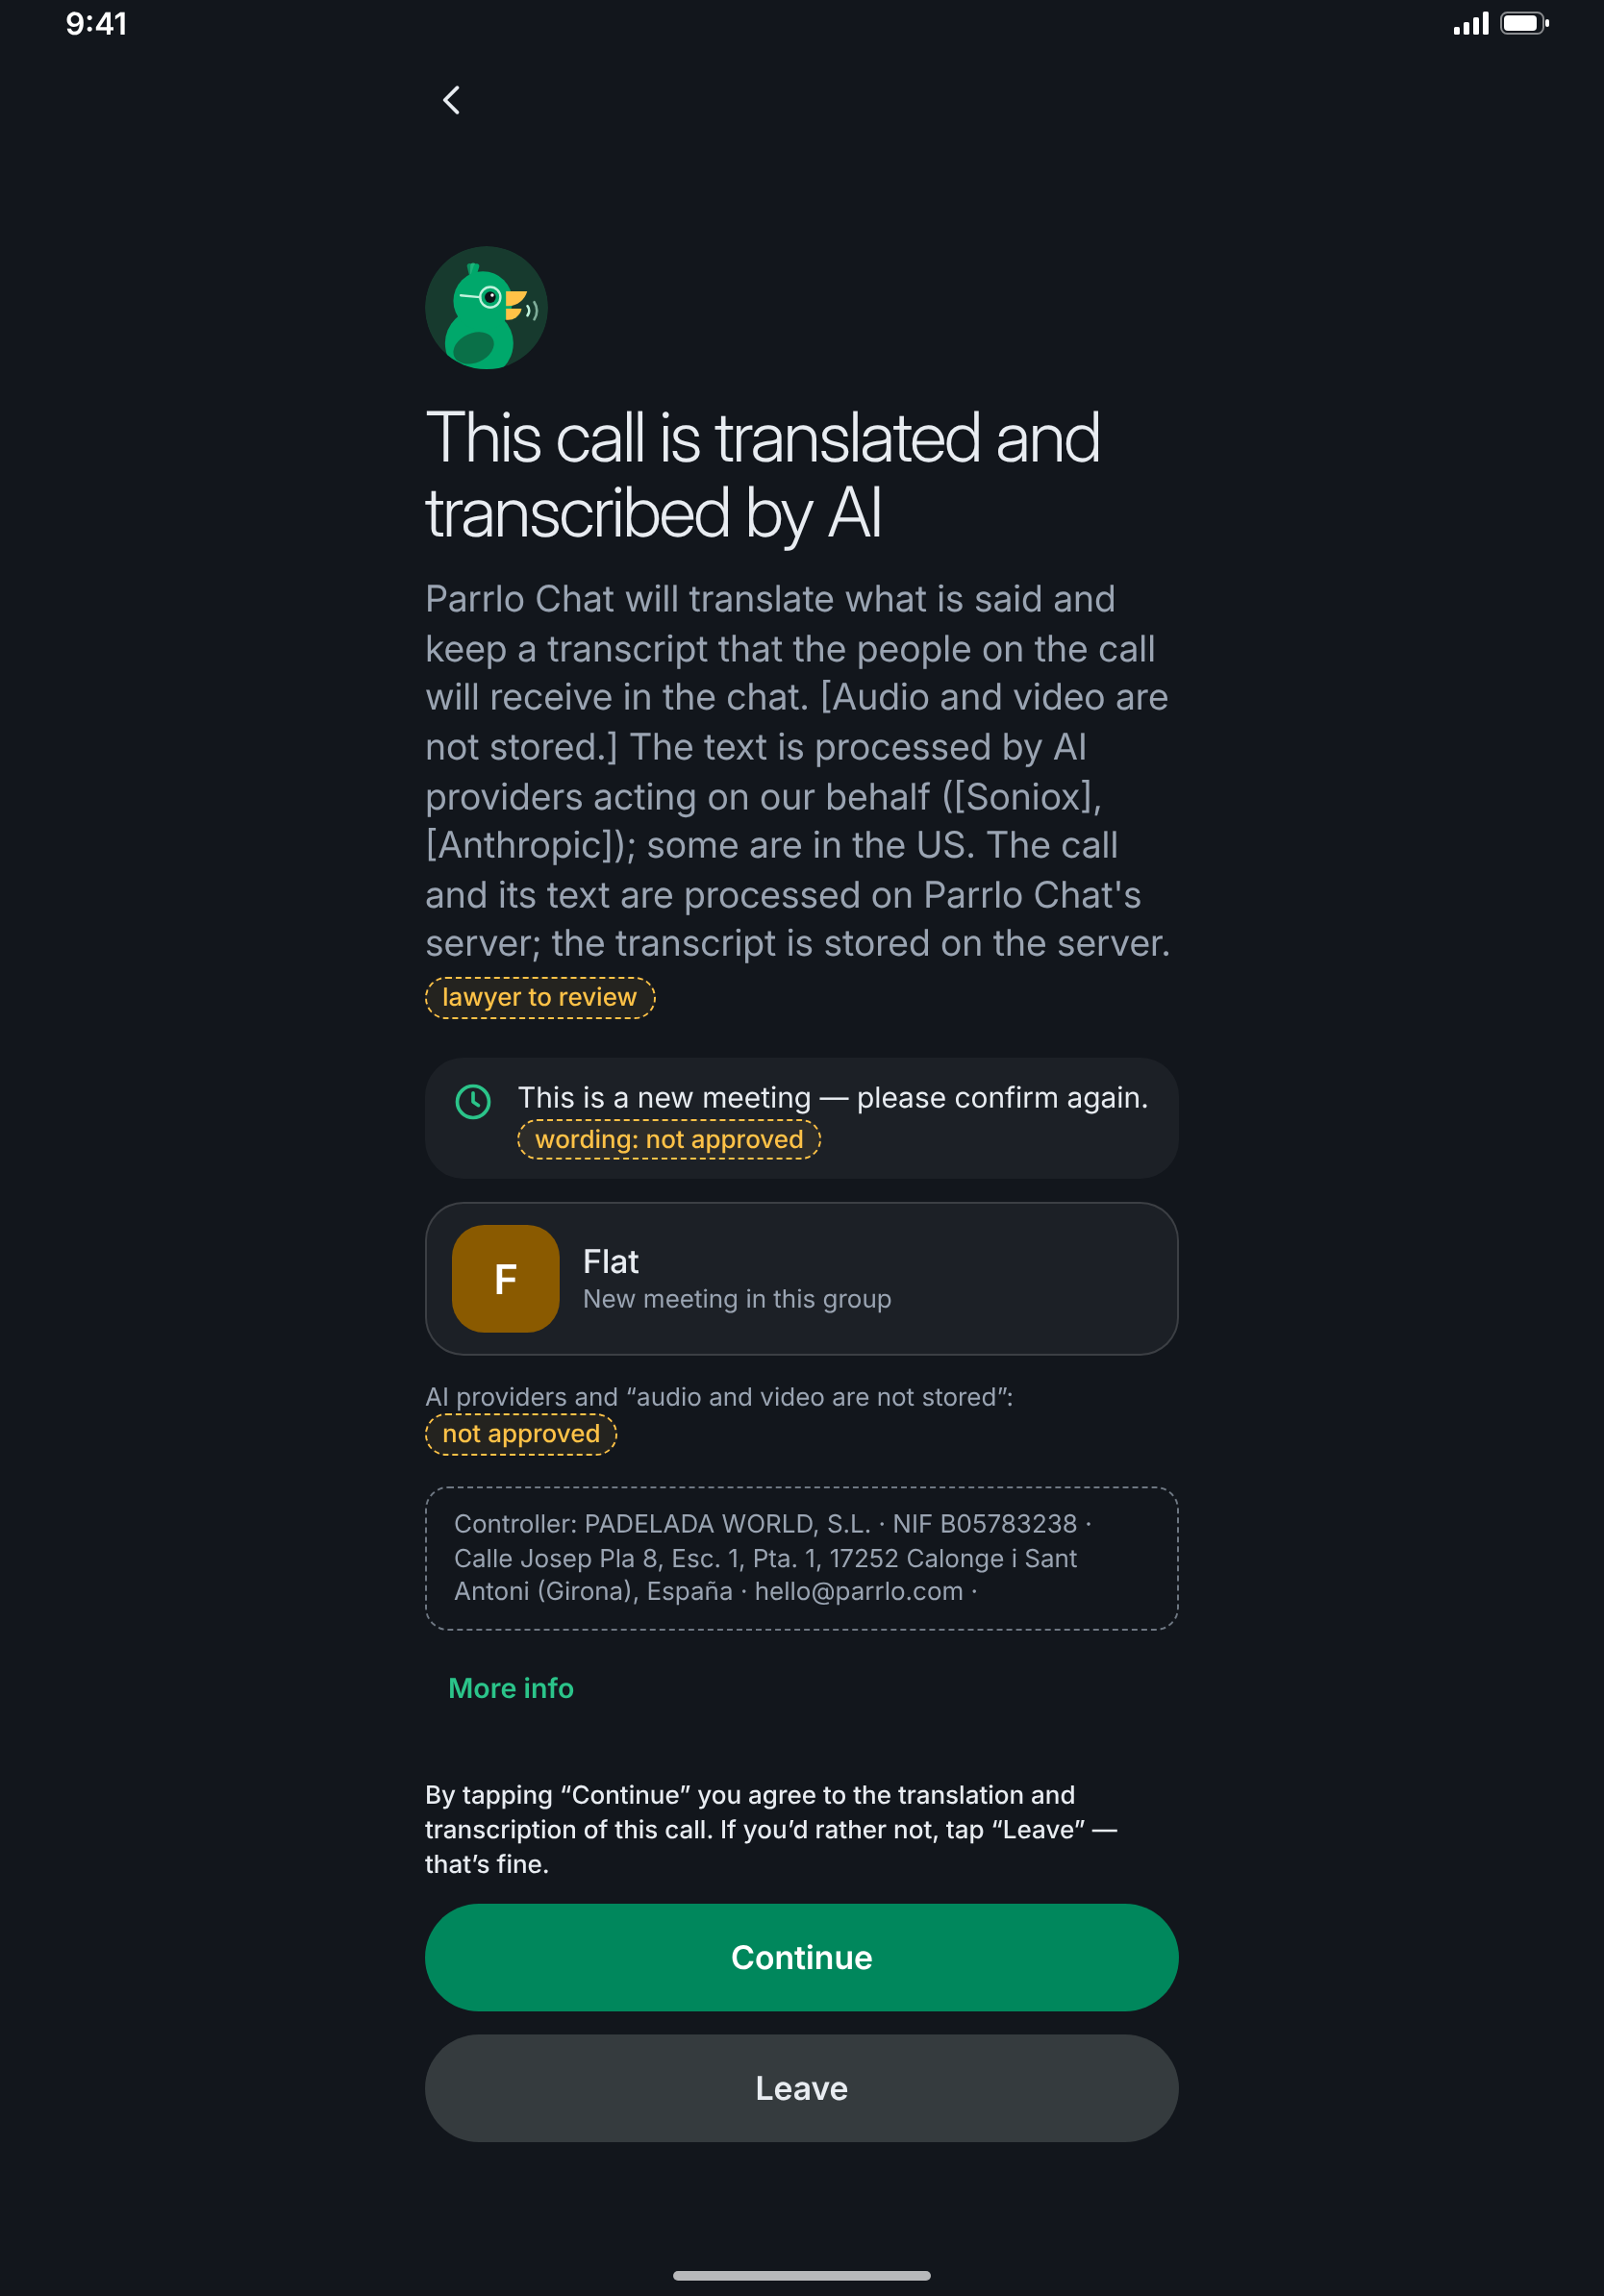 9:41
This call is translated and
transcribed by AI
Parrlo Chat will translate what is said and
keep a transcript that the people on the call
will receive in the chat. [Audio and video are
not stored.] The text is processed by AI
providers acting on our behalf ([Soniox],
[Anthropic]); some are in the US. The call
and its text are processed on Parrlo Chat's
server; the transcript is stored on the server.
lawyer to review
This is a new meeting — please confirm again.
wording: not approved
F
Flat
New meeting in this group
AI providers and “audio and video are not stored”:
not approved
Controller: PADELADA WORLD, S.L. · NIF B05783238 ·
Calle Josep Pla 8, Esc. 1, Pta. 1, 17252 Calonge i Sant
Antoni (Girona), España · hello@parrlo.com ·
More info
By tapping “Continue” you agree to the translation and
transcription of this call. If you’d rather not, tap “Leave” —
that’s fine.
Continue
Leave